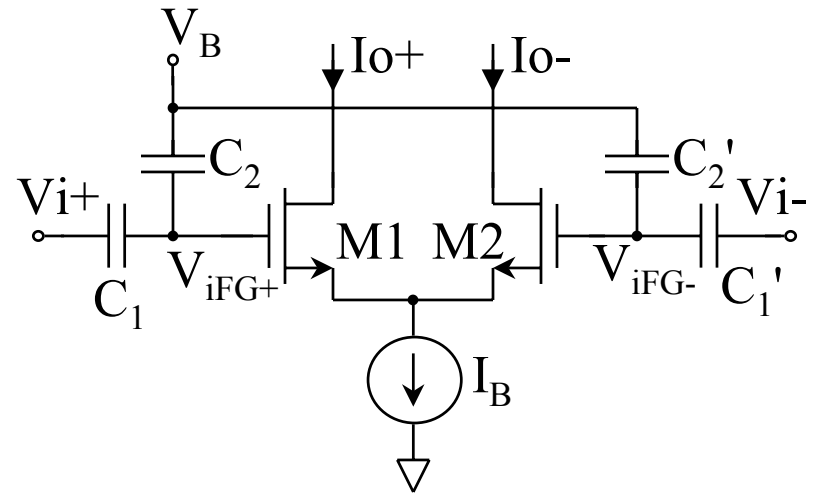 V_B
Io+
Io-
C_2
C_2'
Vi+
Vi-
M1
M2
V_iFG+
V_iFG-
C_1
C_1'
I_B